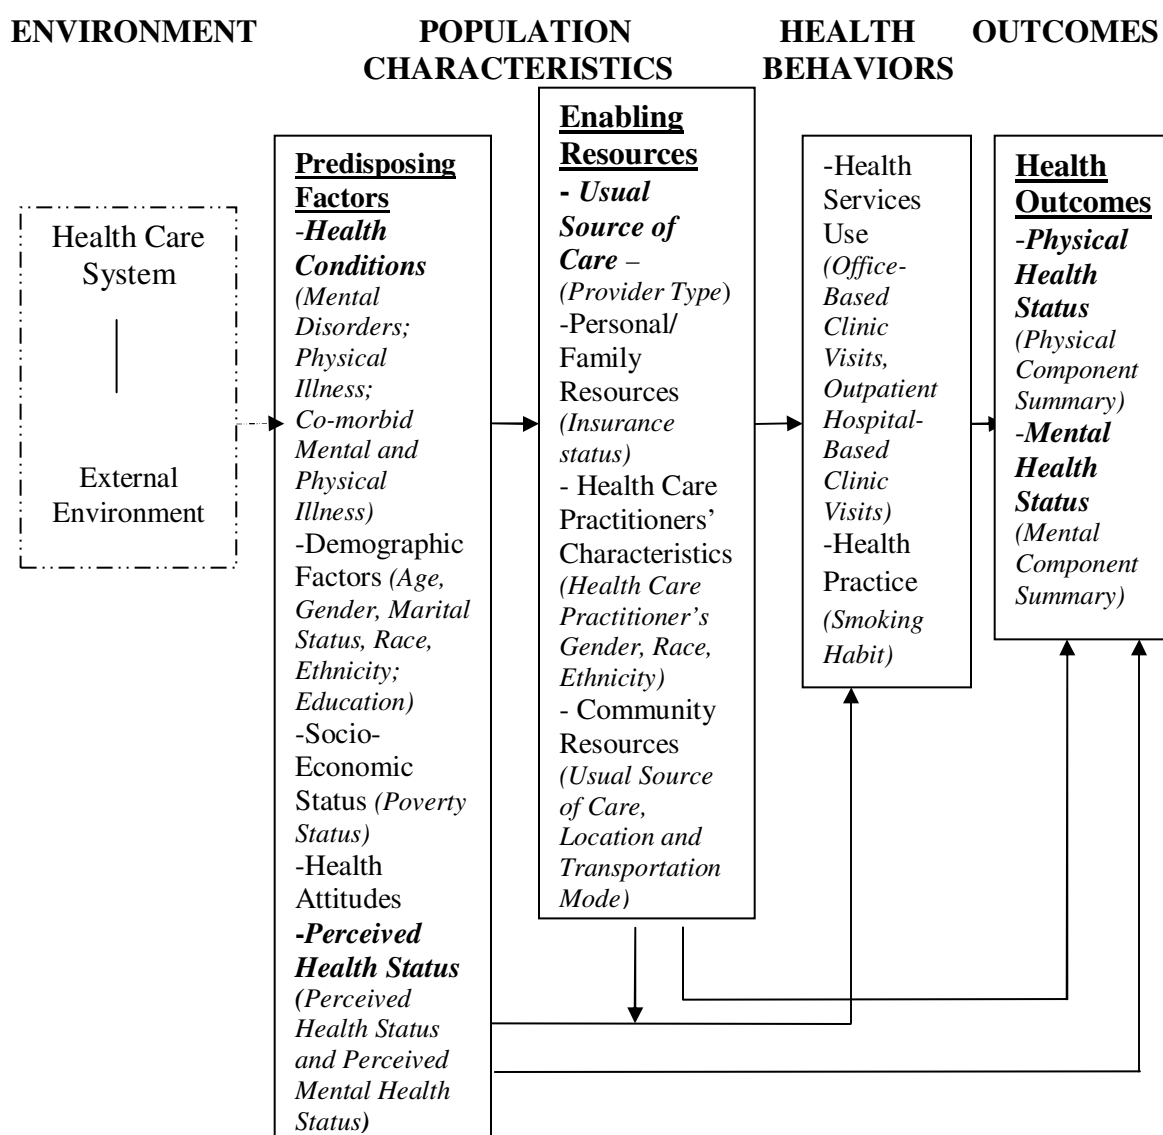 ENVIRONMENT
POPULATION
CHARACTERISTICS
HEALTH
BEHAVIORS
OUTCOMES
Health Care
System
External
Environment
Predisposing
Factors
-Health
Conditions
(Mental
Disorders;
Physical
Illness;
Co-morbid
Mental and
Physical
Illness)
-Demographic
Factors (Age,
Gender, Marital
Status, Race,
Ethnicity;
Education)
-Socio-
Economic
Status (Poverty
Status)
-Health
Attitudes
-Perceived
Health Status
(Perceived
Health Status
and Perceived
Mental Health
Status)
Enabling
Resources
- Usual
Source of
Care –
(Provider Type)
-Personal/
Family
Resources
(Insurance
status)
- Health Care
Practitioners’
Characteristics
(Health Care
Practitioner’s
Gender, Race,
Ethnicity)
- Community
Resources
(Usual Source
of Care,
Location and
Transportation
Mode)
-Health
Services
Use
(Office-
Based
Clinic
Visits,
Outpatient
Hospital-
Based
Clinic
Visits)
-Health
Practice
(Smoking
Habit)
Health
Outcomes
-Physical
Health
Status
(Physical
Component
Summary)
-Mental
Health
Status
(Mental
Component
Summary)